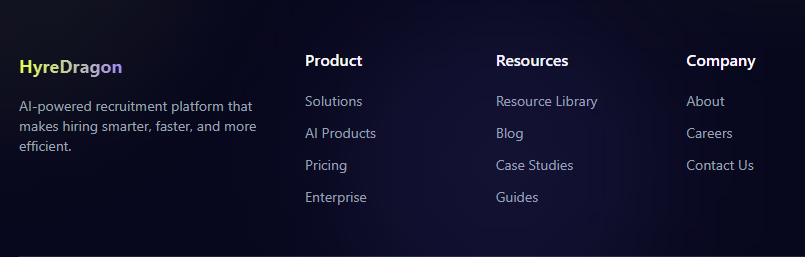 HyreDragon
AI-powered recruitment platform that
makes hiring smarter, faster, and more
efficient.
Product
Solutions
AI Products
Pricing
Enterprise
Resources
Resource Library
Blog
Case Studies
Guides
Company
About
Careers
Contact Us